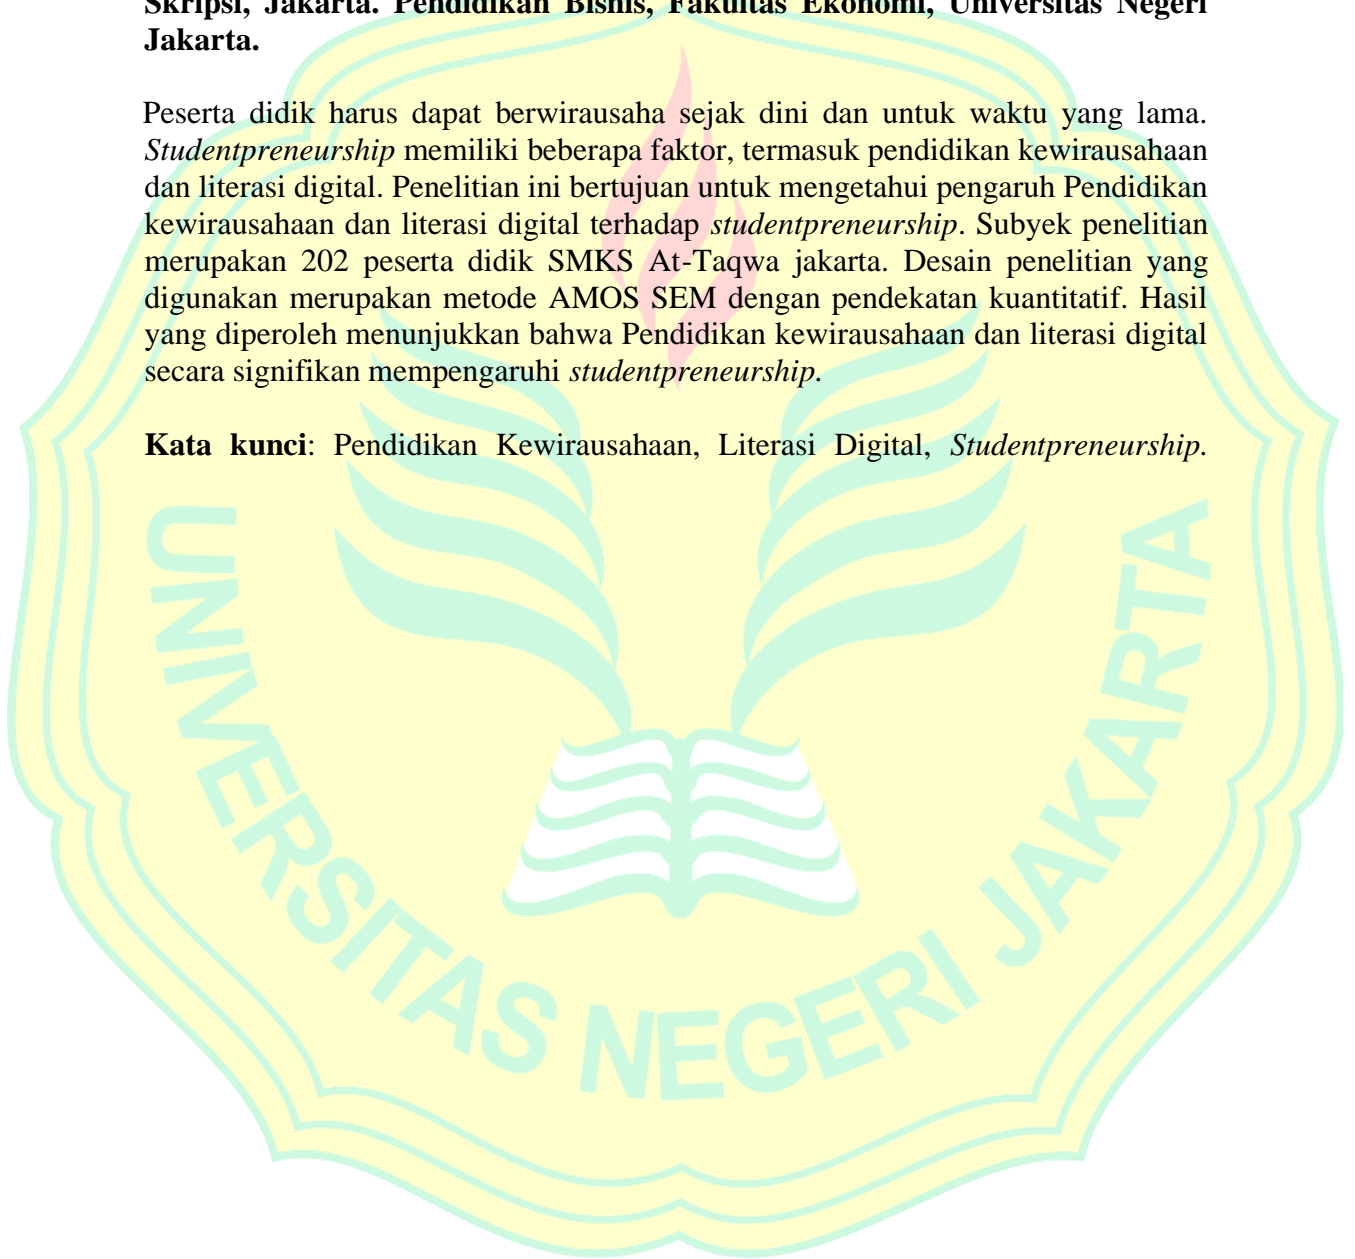 Skripsi, Jakarta. Pendidikan Bisnis, Fakultas Ekonomi, Universitas Negeri
Jakarta.
Peserta didik harus dapat berwirausaha sejak dini dan untuk waktu yang lama.
Studentpreneurship memiliki beberapa faktor, termasuk pendidikan kewirausahaan
dan literasi digital. Penelitian ini bertujuan untuk mengetahui pengaruh Pendidikan
kewirausahaan dan literasi digital terhadap studentpreneurship. Subyek penelitian
merupakan 202 peserta didik SMKS At-Taqwa jakarta. Desain penelitian yang
digunakan merupakan metode AMOS SEM dengan pendekatan kuantitatif. Hasil
yang diperoleh menunjukkan bahwa Pendidikan kewirausahaan dan literasi digital
secara signifikan mempengaruhi studentpreneurship.
Kata kunci: Pendidikan Kewirausahaan, Literasi Digital, Studentpreneurship.
UNIVERSITAS NEGERI JAKARTA